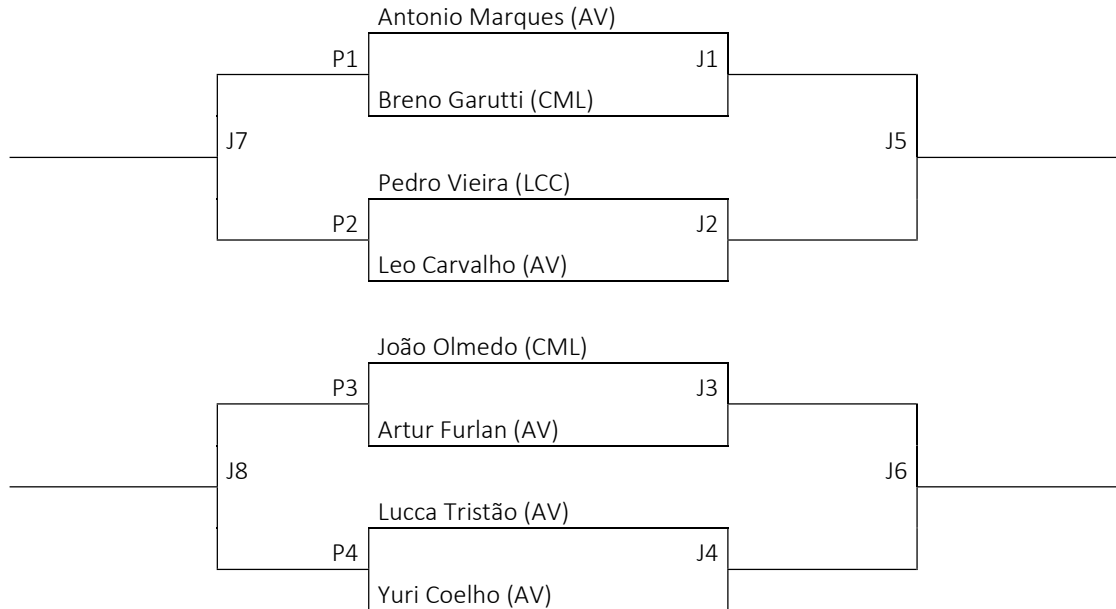 Antonio Marques (AV)
P1 J1
Breno Garutti (CML)
J7 J5
Pedro Vieira (LCC)
P2 J2
Leo Carvalho (AV)
João Olmedo (CML)
P3 J3
Artur Furlan (AV)
J8 J6
Lucca Tristão (AV)
P4 J4
Yuri Coelho (AV)